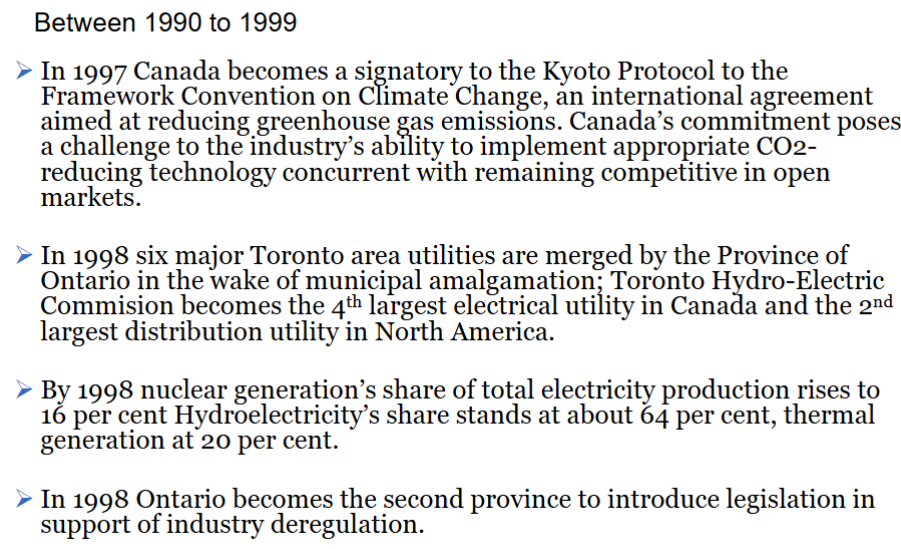 Between 1990 to 1999
➢ In 1997 Canada becomes a signatory to the Kyoto Protocol to the
Framework Convention on Climate Change, an international agreement
aimed at reducing greenhouse gas emissions. Canada's commitment poses
a challenge to the industry's ability to implement appropriate CO2-
reducing technology concurrent with remaining competitive in open
markets.
➢ In 1998 six major Toronto area utilities are merged by the Province of
Ontario in the wake of municipal amalgamation; Toronto Hydro-Electric
Commision becomes the 4th largest electrical utility in Canada and the 2nd
largest distribution utility in North America.
➢ By 1998 nuclear generation's share of total electricity production rises to
16 per cent Hydroelectricity's share stands at about 64 per cent, thermal
generation at 20 per cent.
➢ In 1998 Ontario becomes the second province to introduce legislation in
support of industry deregulation.